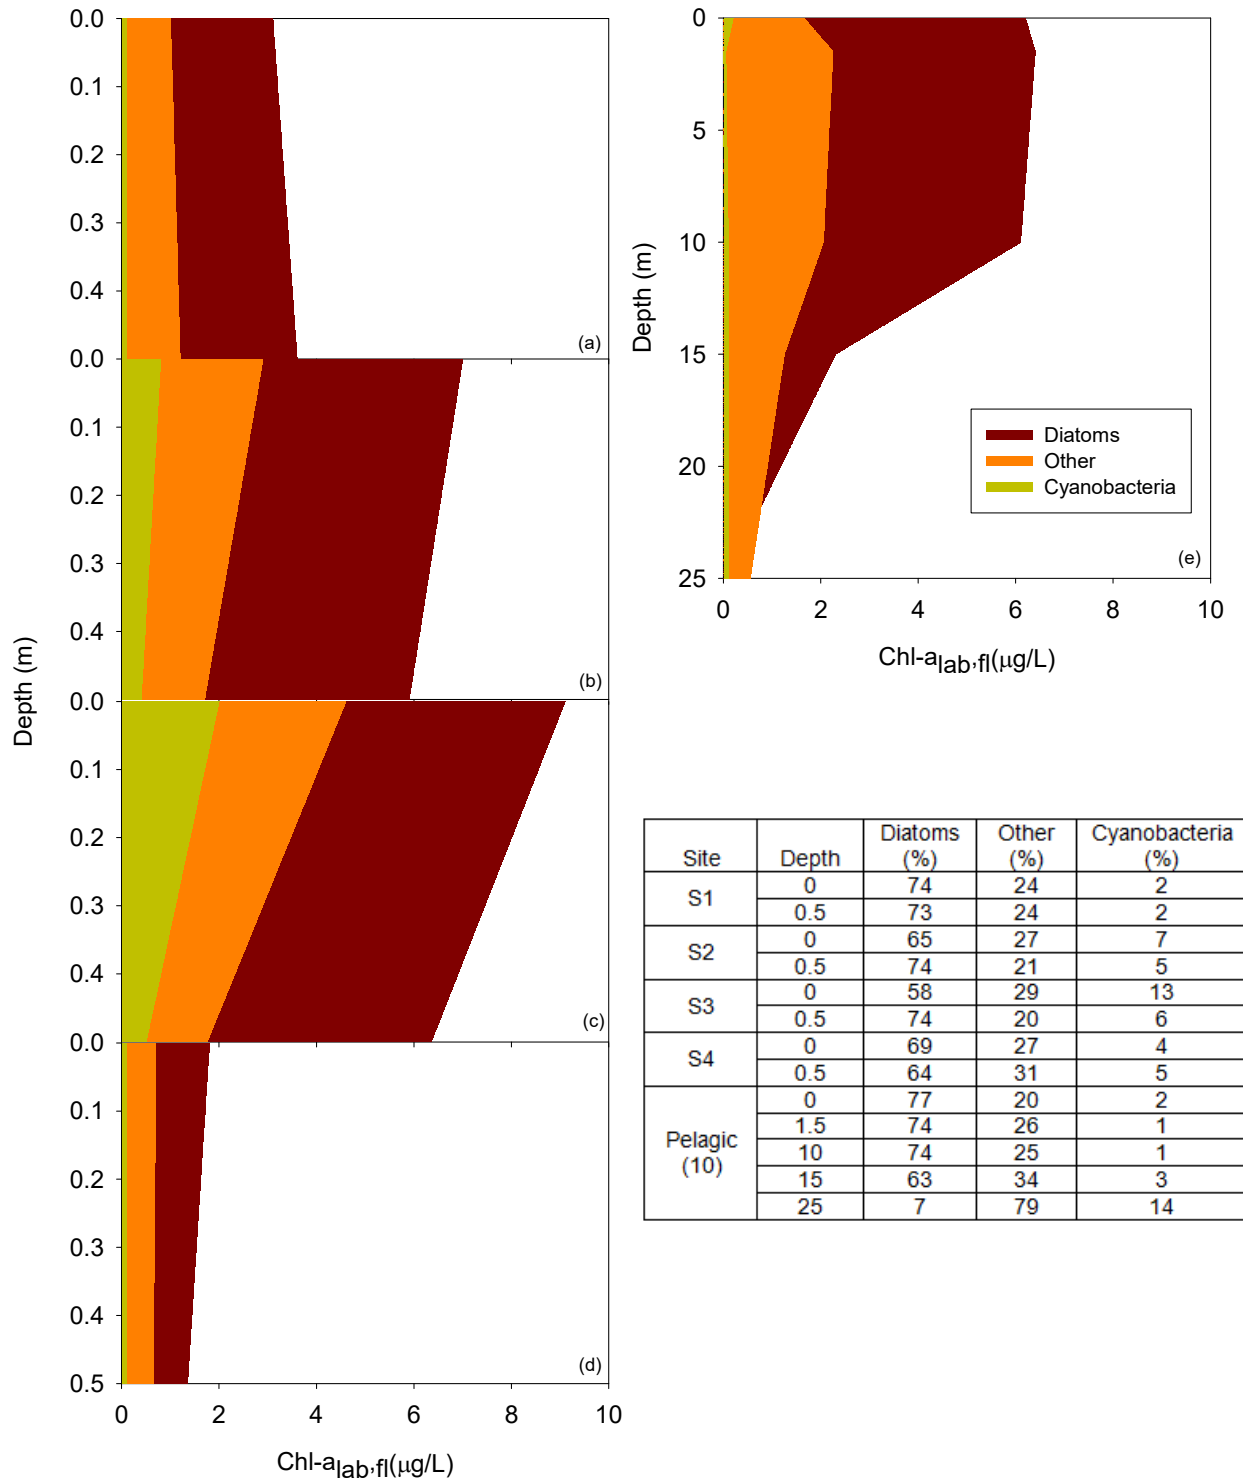 0.0
0.1
0.2
0.3
0.4
(a)
0.0
0.1
0.2
0.3
0.4
(b)
0.0
0.1
0.2
0.3
0.4
(c)
0.0
0.1
0.2
0.3
0.4
0.5
(d)
0 2 4 6 8 10
Depth (m)
Chl-alab,fl(μg/L)
0
5
10
15
20
25
Depth (m)
Diatoms
Other
Cyanobacteria
(e)
0 2 4 6 8 10
Chl-alab,fl(μg/L)
Site Depth Diatoms (%) Other (%) Cyanobacteria (%)
S1 0 74 24 2
0.5 73 24 2
S2 0 65 27 7
0.5 74 21 5
S3 0 58 29 13
0.5 74 20 6
S4 0 69 27 4
0.5 64 31 5
Pelagic (10) 0 77 20 2
1.5 74 26 1
10 74 25 1
15 63 34 3
25 7 79 14